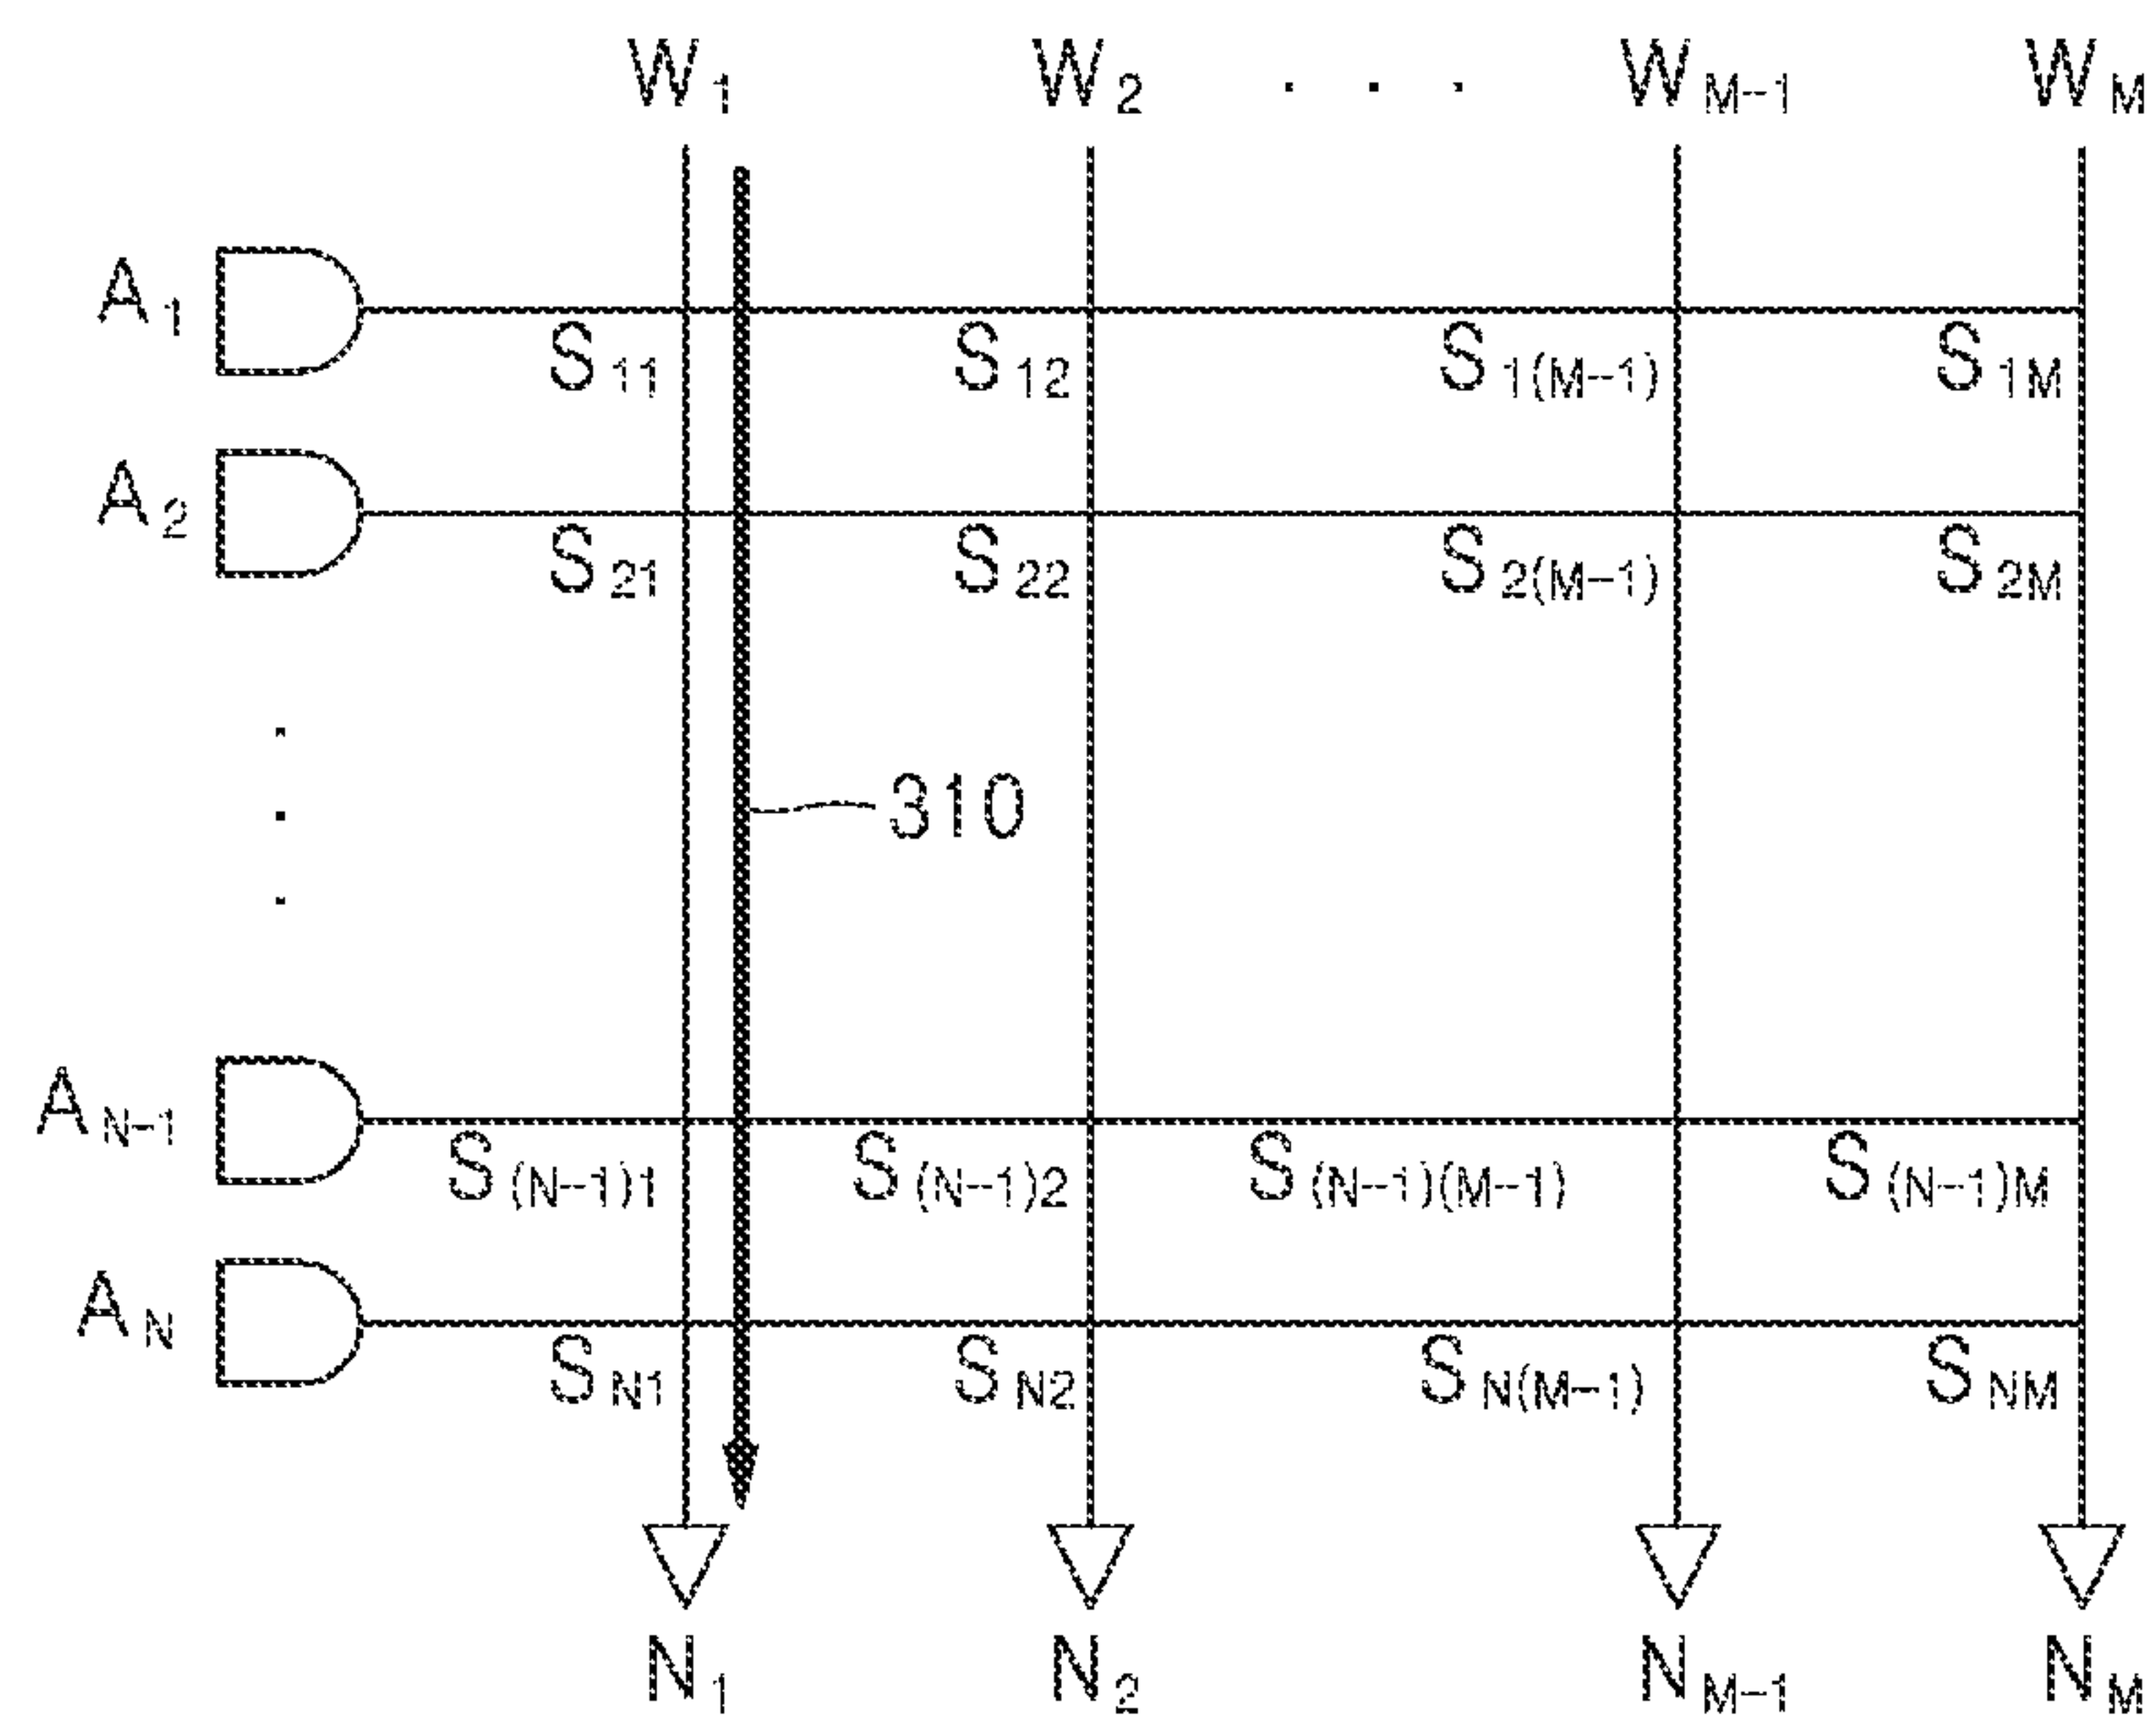 W1 W2 . . . WM-1 WM
A1
S11 S12 S1(M-1) S1M
A2
S21 S22 S2(M-1) S2M
.
.
.
310
AN-1
S(N-1)1 S(N-1)2 S(N-1)(M-1) S(N-1)M
AN
SN1 SN2 SN(M-1) SNM
N1 N2 NM-1 NM